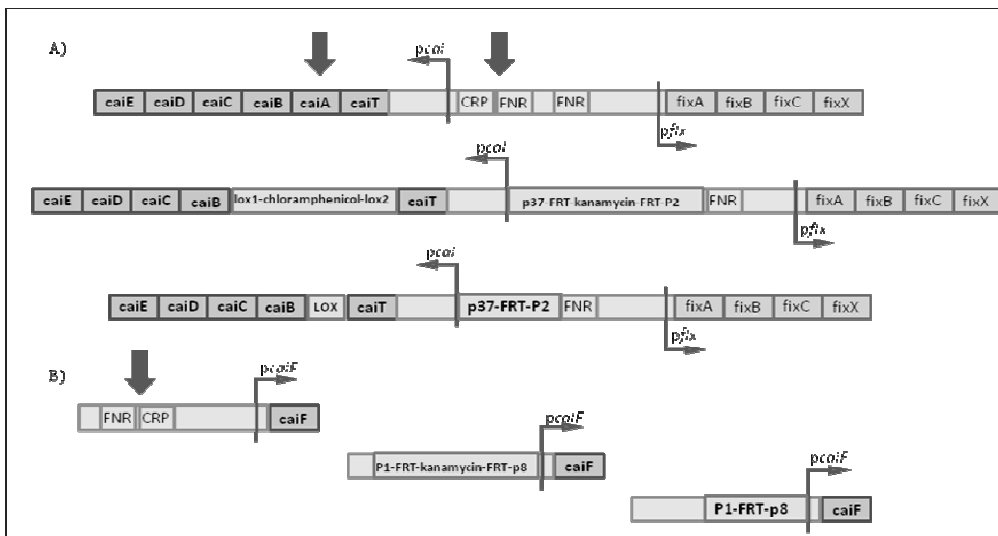 A)
pcai
caiE caiD caiC caiB caiA caiT CRP FNR FNR fixA fixB fixC fixX
pfix
pcai
caiE caiD caiC caiB lox1-chloramphenicol-lox2 caiT p37-FRT-kanamycin-FRT-P2 FNR fixA fixB fixC fixX
pfix
pcai
caiE caiD caiC caiB LOX caiT p37-FRT-P2 FNR fixA fixB fixC fixX
pfix
B)
pcaiF
FNR CRP caiF
pcaiF
P1-FRT-kanamycin-FRT-p8 caiF
pcaiF
P1-FRT-p8 caiF